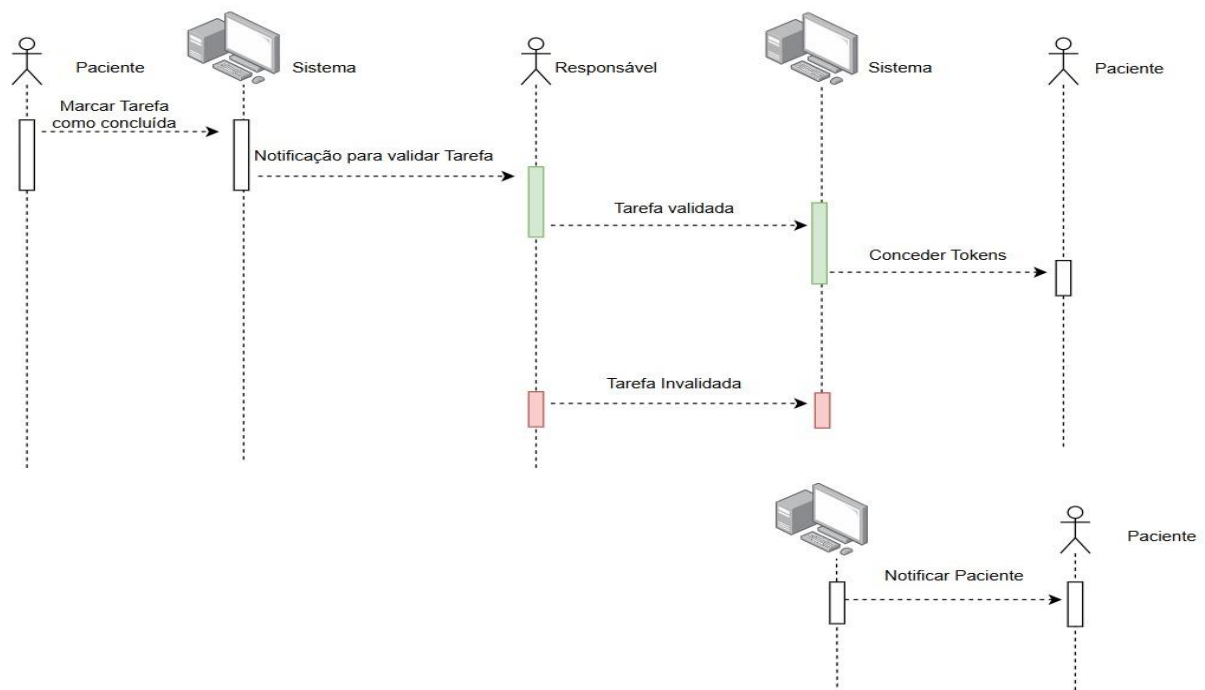 Paciente
Sistema
Responsável
Sistema
Paciente
Marcar Tarefa
como concluída
Notificação para validar Tarefa
Tarefa validada
Conceder Tokens
Tarefa Invalidada
Paciente
Notificar Paciente